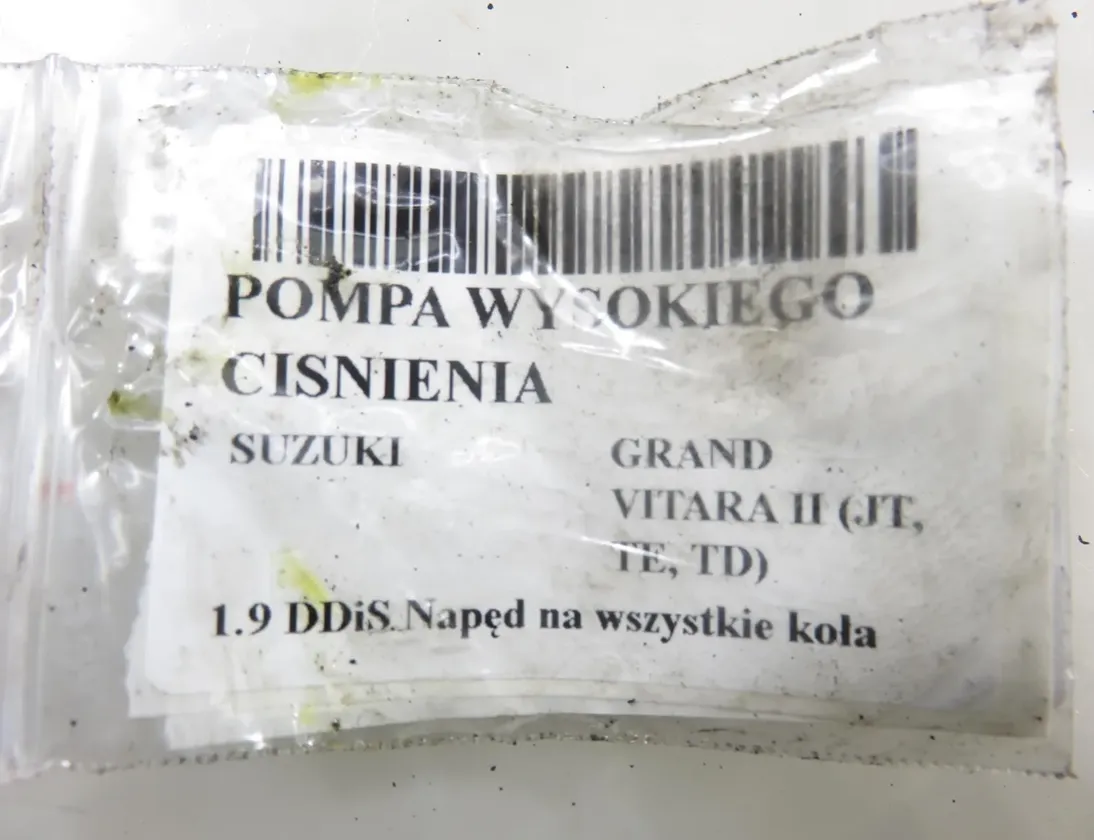 POMPA WYSOKIEGO
CISNIENIA
SUZUKI
GRAND
VITARA II (JT,
TE, TD)
1.9 DDiS Napęd na wszystkie koła